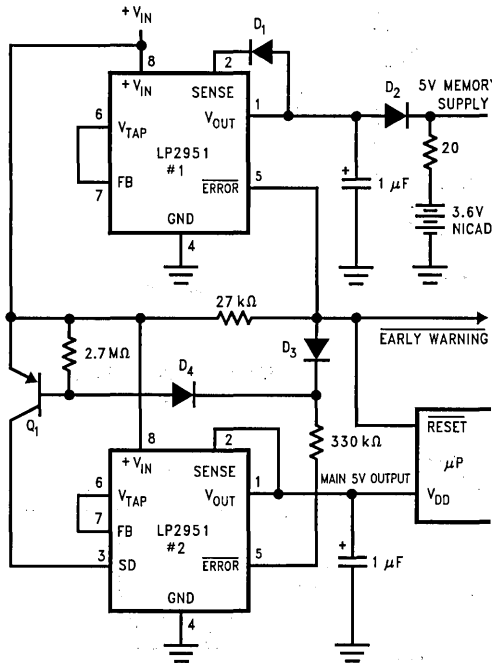 +VIN
D1
8
2
+VIN
SENSE
D2
5V MEMORY
SUPPLY
6
VTAP
VOUT
1
LP2951
#1
20
7
FB
ERROR
5
+
1 μF
3.6V
NICAD
GND
4
27 kΩ
EARLY WARNING
2.7 MΩ
D4
D3
Q1
330 kΩ
RESET
μP
VDD
8
2
+VIN
SENSE
6
VTAP
VOUT
1
MAIN 5V OUTPUT
7
FB
LP2951
#2
3
SD
ERROR
5
+
1 μF
GND
4